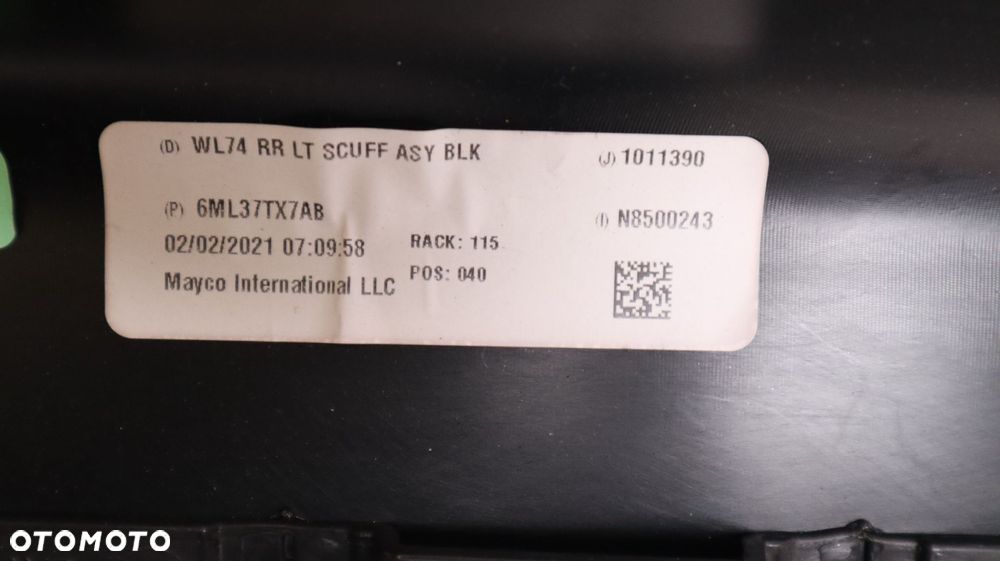 (D) WL74 RR LT SCUFF ASY BLK (J) 1011390
(P) 6ML37TX7AB (I) N8500243
02/02/2021 07:09:58 RACK: 115
Mayco International LLC POS: 040
OTOMOTO